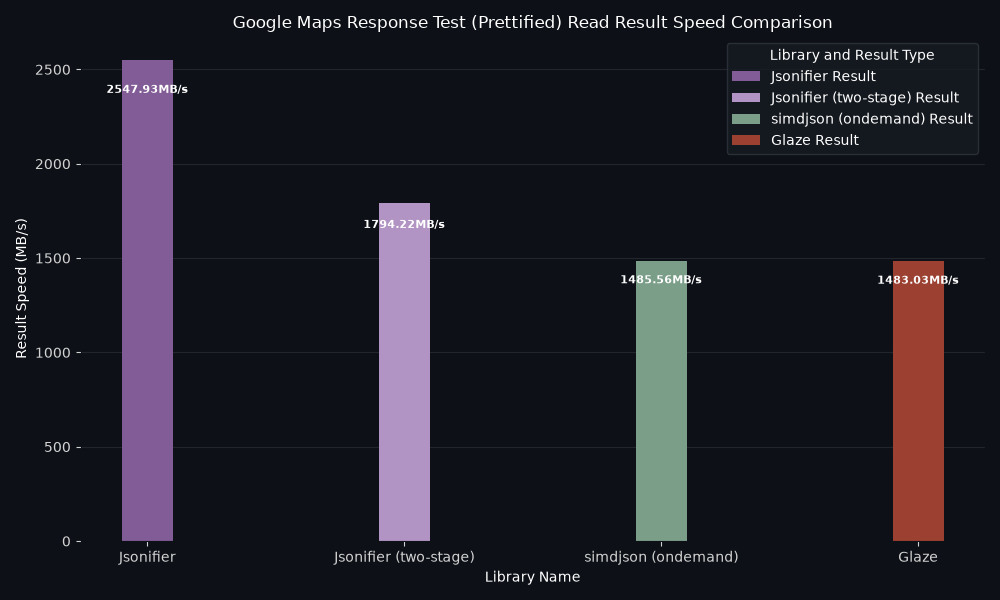 Google Maps Response Test (Prettified) Read Result Speed Comparison
Library and Result Type
Jsonifier Result
Jsonifier (two-stage) Result
simdjson (ondemand) Result
Glaze Result
Result Speed (MB/s)
2500
2000
1500
1000
500
0
2547.93MB/s
1794.22MB/s
1485.56MB/s
1483.03MB/s
Jsonifier
Jsonifier (two-stage)
simdjson (ondemand)
Glaze
Library Name